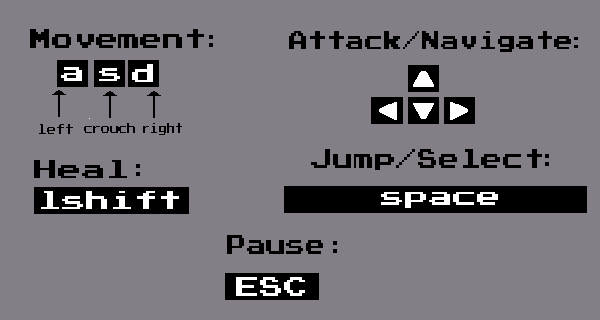 Movement:
a s d
left crouch right
Heal:
lshift
Attack/Navigate:
Jump/Select:
space
Pause:
ESC